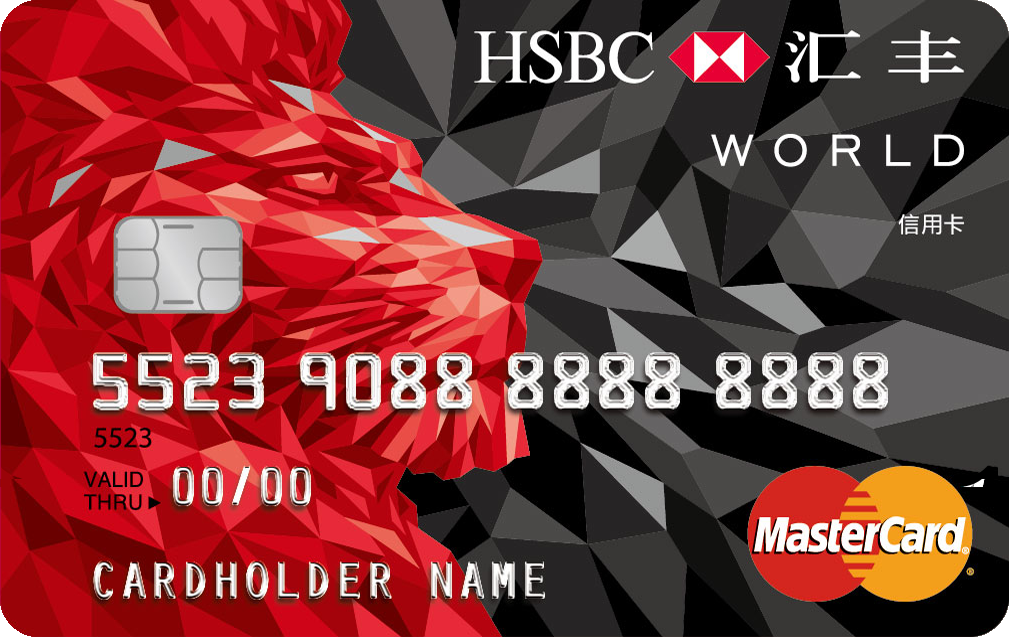 HSBC 汇丰
WORLD
信用卡
5523 9088 8888 8888
5523
VALID
THRU
00/00
CARDHOLDER NAME
MasterCard